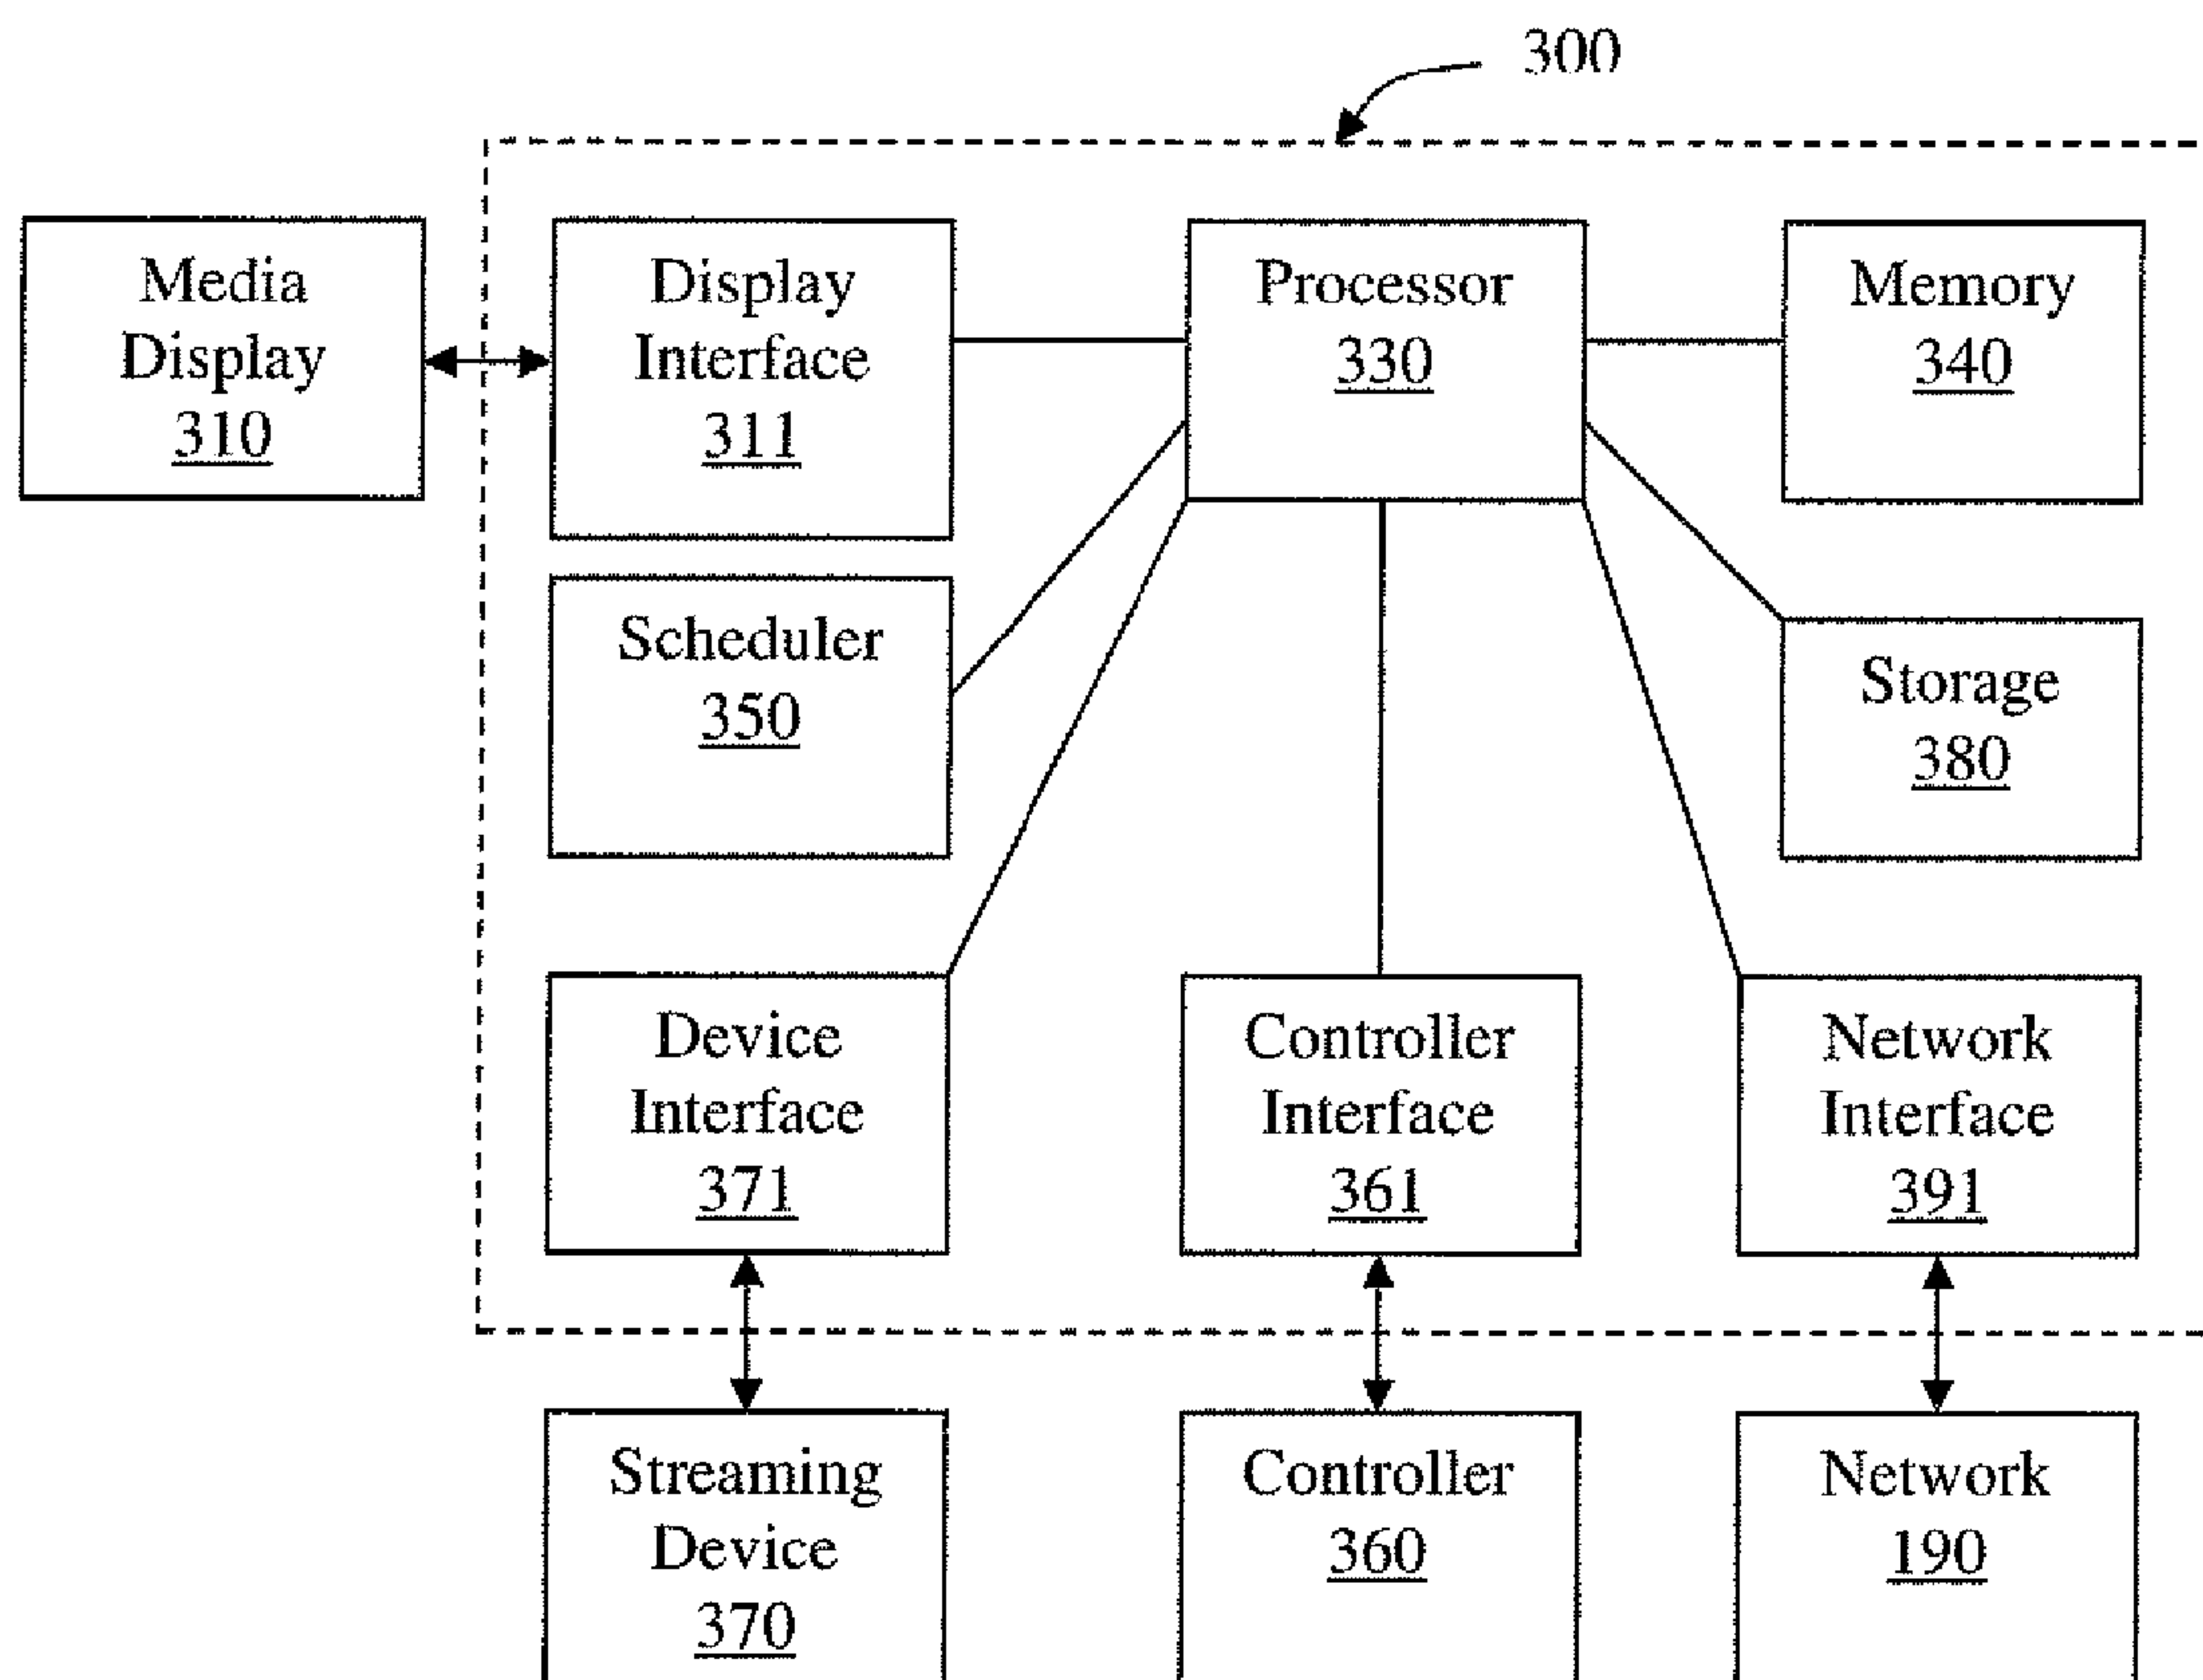 300
Media
Display
310
Display
Interface
311
Processor
330
Memory
340
Scheduler
350
Storage
380
Device
Interface
371
Controller
Interface
361
Network
Interface
391
Streaming
Device
370
Controller
360
Network
190